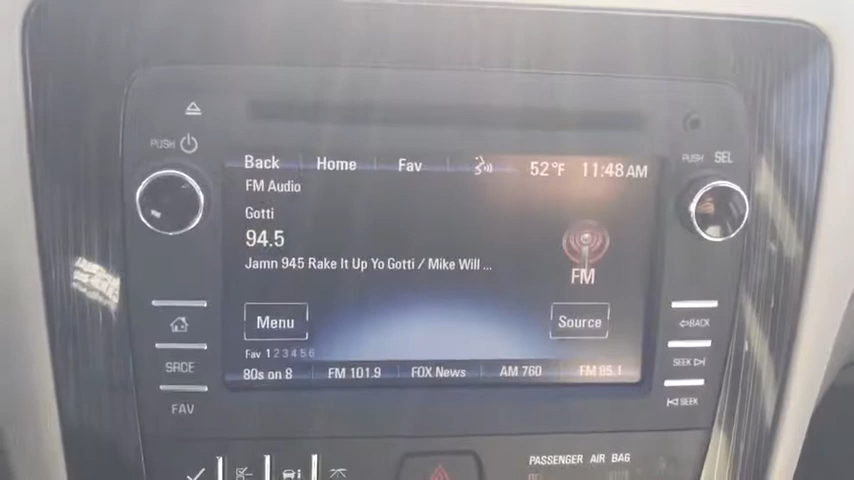 PUSH
PUSH SEL
Back Home Fav 52°F 11:48 AM
FM Audio
Gotti
94.5
Jamn 945 Rake It Up Yo Gotti / Mike Will ...
FM
Menu Source
Fav 1 2 3 4 5 6
80s on 8 FM 101.9 FOX News AM 760 FM 95.1
SRCE
FAV
BACK
SEEK
SEEK
PASSENGER AIR BAG